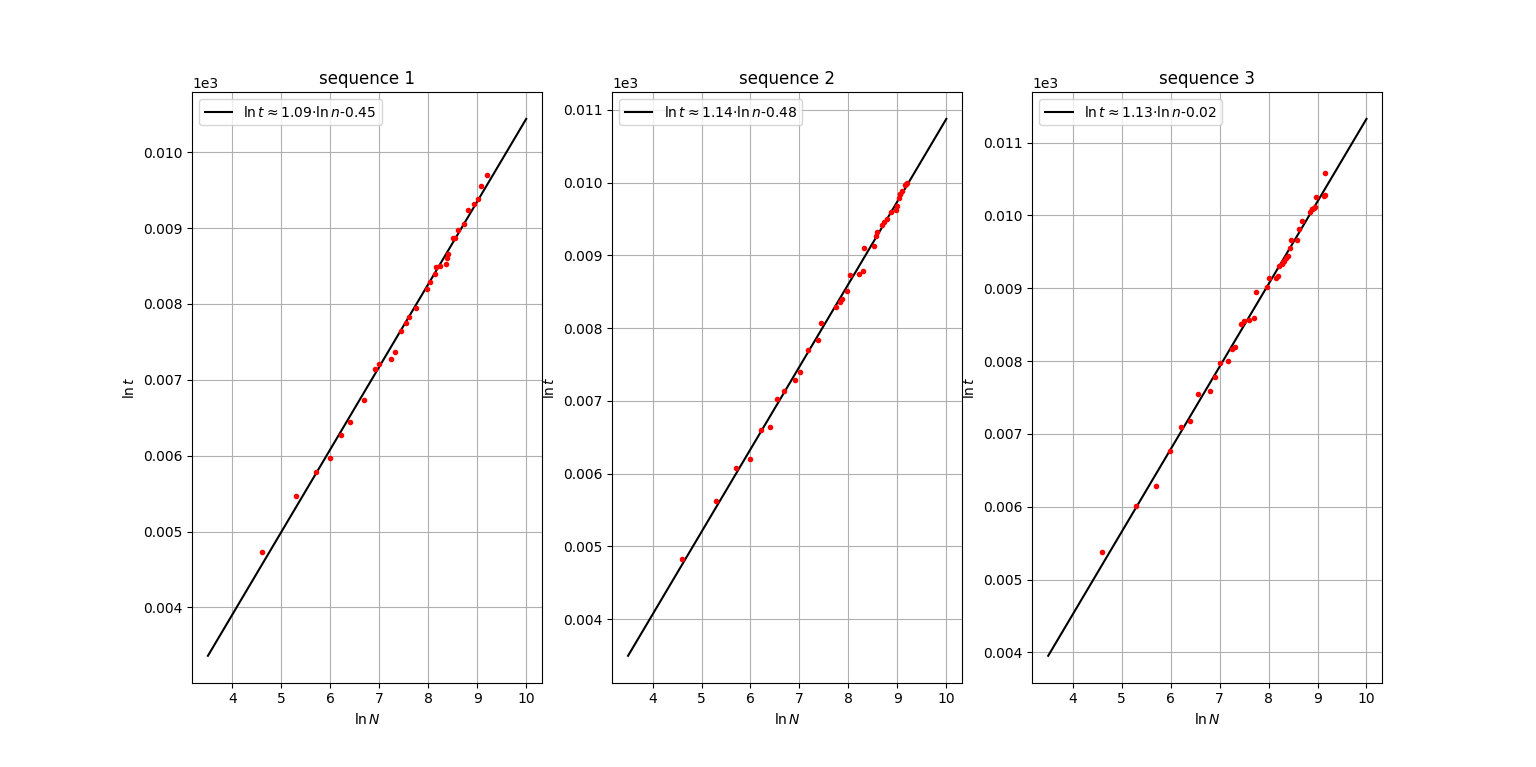 sequence 1
1e3
ln t ≈ 1.09·ln n-0.45
0.010
0.009
0.008
0.007
0.006
0.005
0.004
ln t
4 5 6 7 8 9 10
ln N
sequence 2
1e3
ln t ≈ 1.14·ln n-0.48
0.011
0.010
0.009
0.008
0.007
0.006
0.005
0.004
ln t
4 5 6 7 8 9 10
ln N
sequence 3
1e3
ln t ≈ 1.13·ln n-0.02
0.011
0.010
0.009
0.008
0.007
0.006
0.005
0.004
ln t
4 5 6 7 8 9 10
ln N